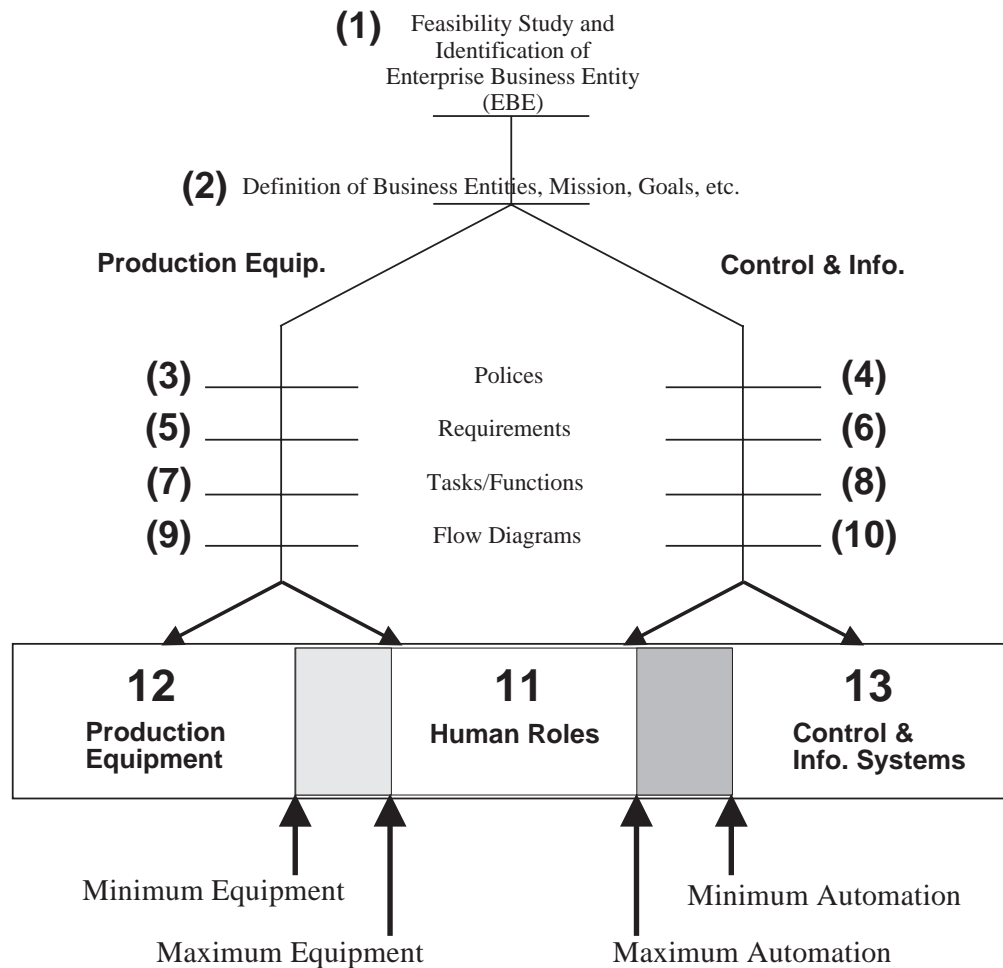 (1) Feasibility Study and
Identification of
Enterprise Business Entity
(EBE)
(2) Definition of Business Entities, Mission, Goals, etc.
Production Equip.
Control & Info.
(3) Polices (4)
(5) Requirements (6)
(7) Tasks/Functions (8)
(9) Flow Diagrams (10)
12
Production
Equipment
11
Human Roles
13
Control &
Info. Systems
Minimum Equipment
Minimum Automation
Maximum Equipment
Maximum Automation